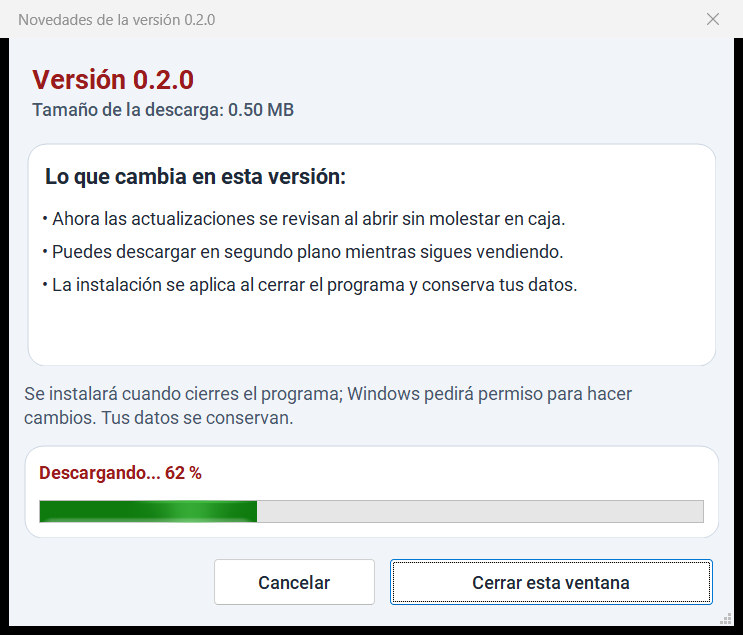 Novedades de la versión 0.2.0
Versión 0.2.0
Tamaño de la descarga: 0.50 MB
Lo que cambia en esta versión:
• Ahora las actualizaciones se revisan al abrir sin molestar en caja.
• Puedes descargar en segundo plano mientras sigues vendiendo.
• La instalación se aplica al cerrar el programa y conserva tus datos.
Se instalará cuando cierres el programa; Windows pedirá permiso para hacer
cambios. Tus datos se conservan.
Descargando... 62 %
Cancelar
Cerrar esta ventana